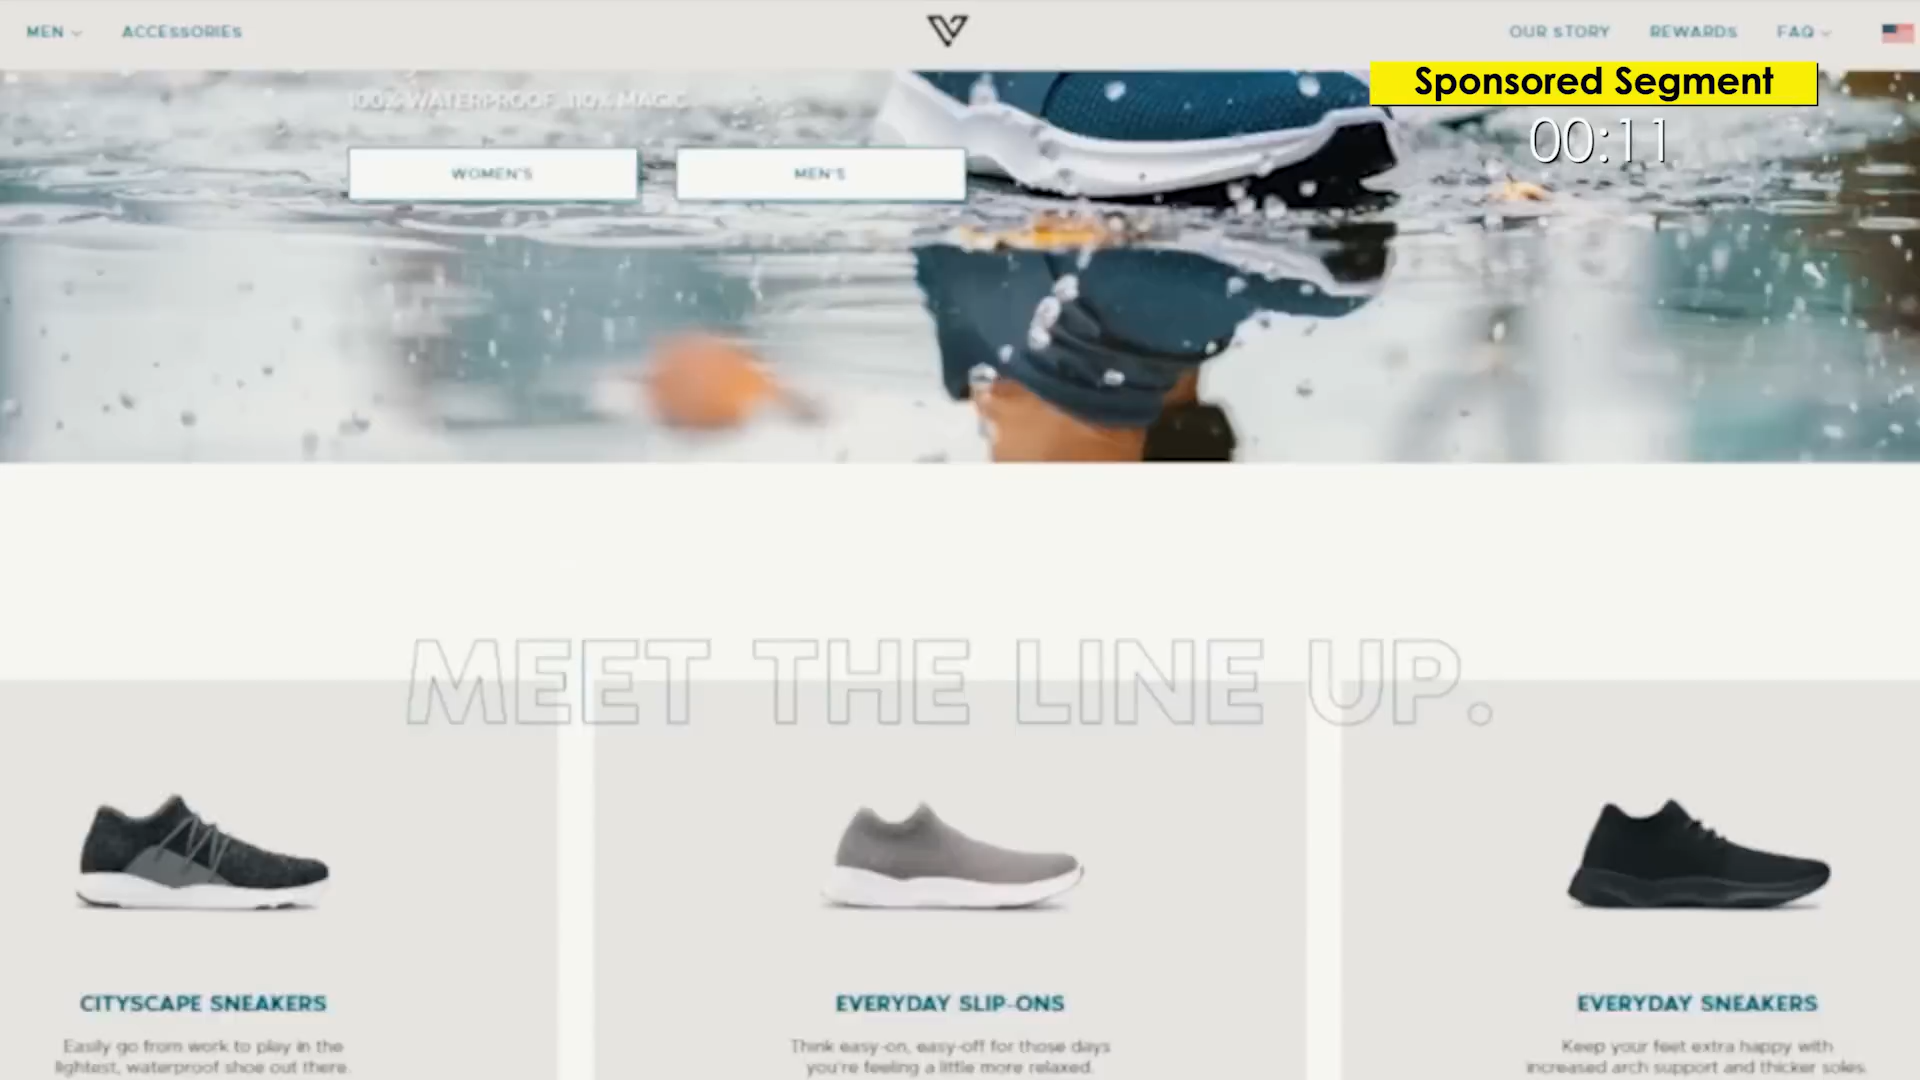 MEN
ACCESSORIES
OUR STORY
REWARDS
FAQ
Sponsored Segment
00:11
100% WATERPROOF. 110% MAGIC
WOMEN'S
MEN'S
MEET THE LINE UP.
CITYSCAPE SNEAKERS
Easily go from work to play in the
lightest, waterproof shoe out there.
EVERYDAY SLIP-ONS
Think easy-on, easy-off for those days
you're feeling a little more relaxed.
EVERYDAY SNEAKERS
Keep your feet extra happy with
increased arch support and thicker soles.